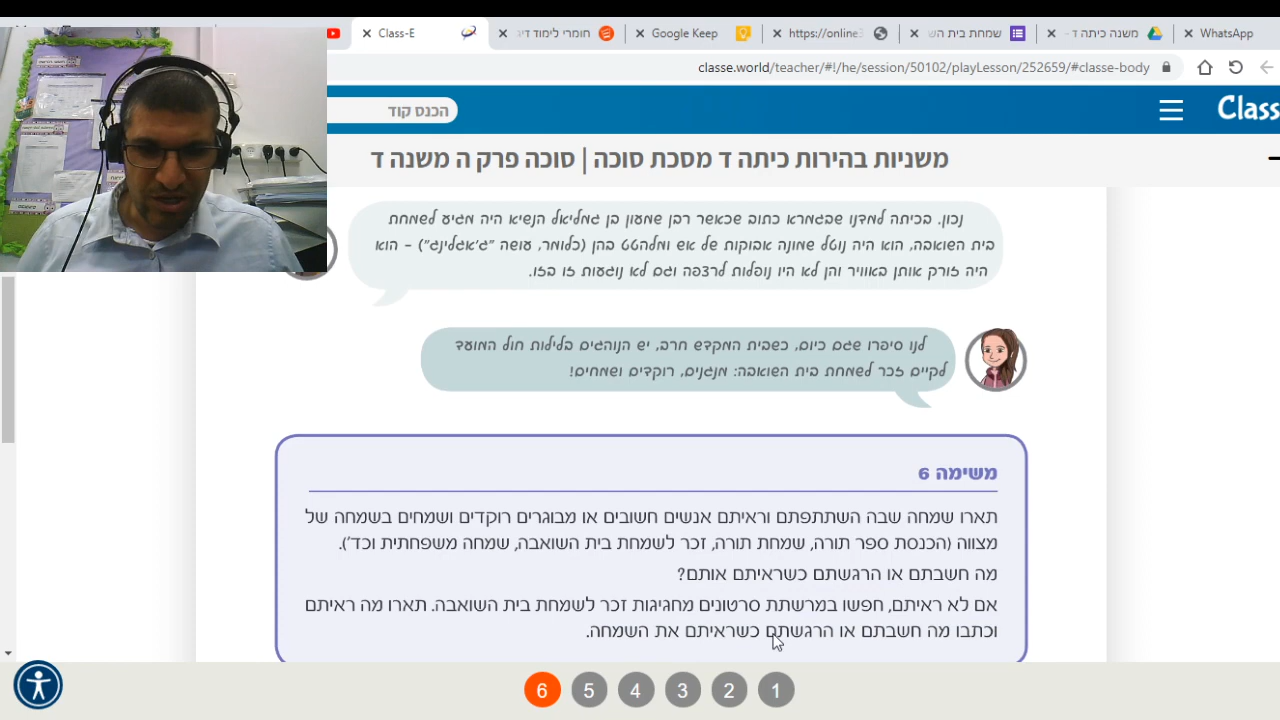 Class-E
חומרי לימוד דיג
Google Keep
https://online3
שמחת בית הש
משנה כיתה ד -
WhatsApp
classe.world/teacher/#!/he/session/50102/playLesson/252659/#classe-body
הכנס קוד
Class
משניות בהירות כיתה ד מסכת סוכה | סוכה פרק ה משנה ד
נכון. בכיתה למדנו שבגמרא כתוב שכאשר רבן שמעון בן גמליאל הנשיא היה מגיע לשמחת
בית השואבה, הוא היה נוטל שמונה אבוקות של אש ומלהטט בהן (כלומר, עושה "ג'אגלינג") – הוא
היה זורק אותן באוויר והן לא היו נופלות לרצפה וגם לא נוגעות זו בזו.
לנו סיפרו שגם כיום, כשבית המקדש חרב, יש הנוהגים בלילות חול המועד
לקיים זכר לשמחת בית השואבה: מנגנים, רוקדים ושמחים!
משימה 6
תארו שמחה שבה השתתפתם וראיתם אנשים חשובים או מבוגרים רוקדים ושמחים בשמחה של
מצווה (הכנסת ספר תורה, שמחת תורה, זכר לשמחת בית השואבה, שמחה משפחתית וכד').
מה חשבתם או הרגשתם כשראיתם אותם?
אם לא ראיתם, חפשו במרשתת סרטונים מחגיגות זכר לשמחת בית השואבה. תארו מה ראיתם
וכתבו מה חשבתם או הרגשתם כשראיתם את השמחה.
6 5 4 3 2 1